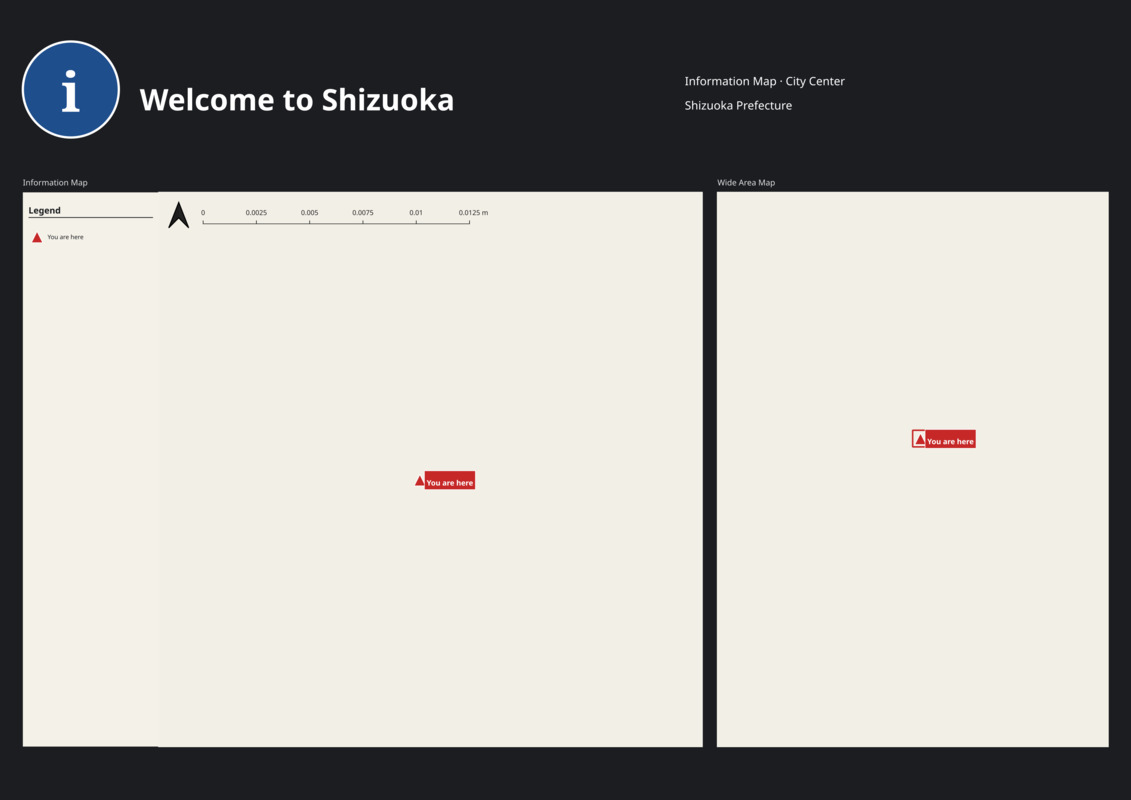 i
Welcome to Shizuoka
Information Map · City Center
Shizuoka Prefecture
Information Map
Legend
You are here
0 0.0025 0.005 0.0075 0.01 0.0125 m
You are here
Wide Area Map
You are here